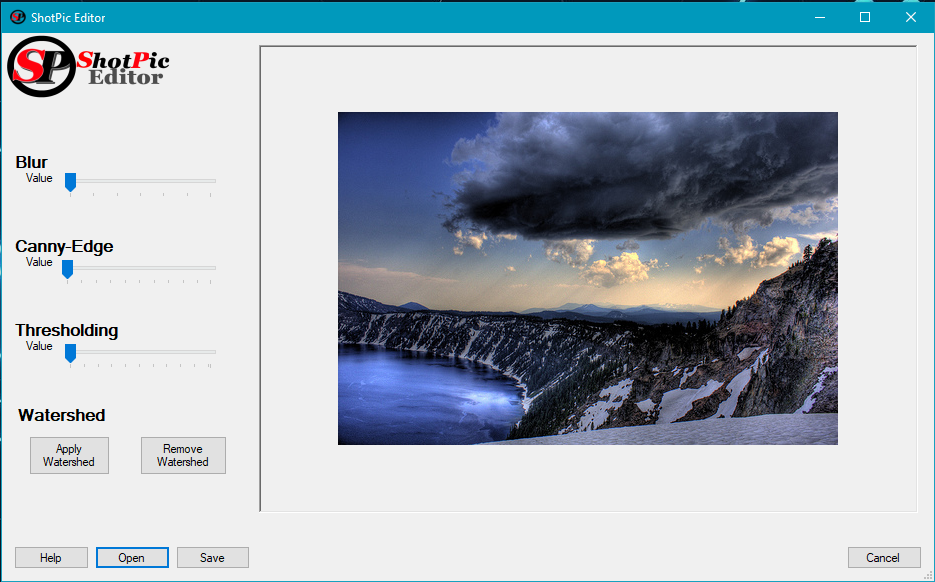 SP ShotPic Editor
SP ShotPic
Editor
Blur
Value
Canny-Edge
Value
Thresholding
Value
Watershed
Apply
Watershed
Remove
Watershed
Help
Open
Save
Cancel